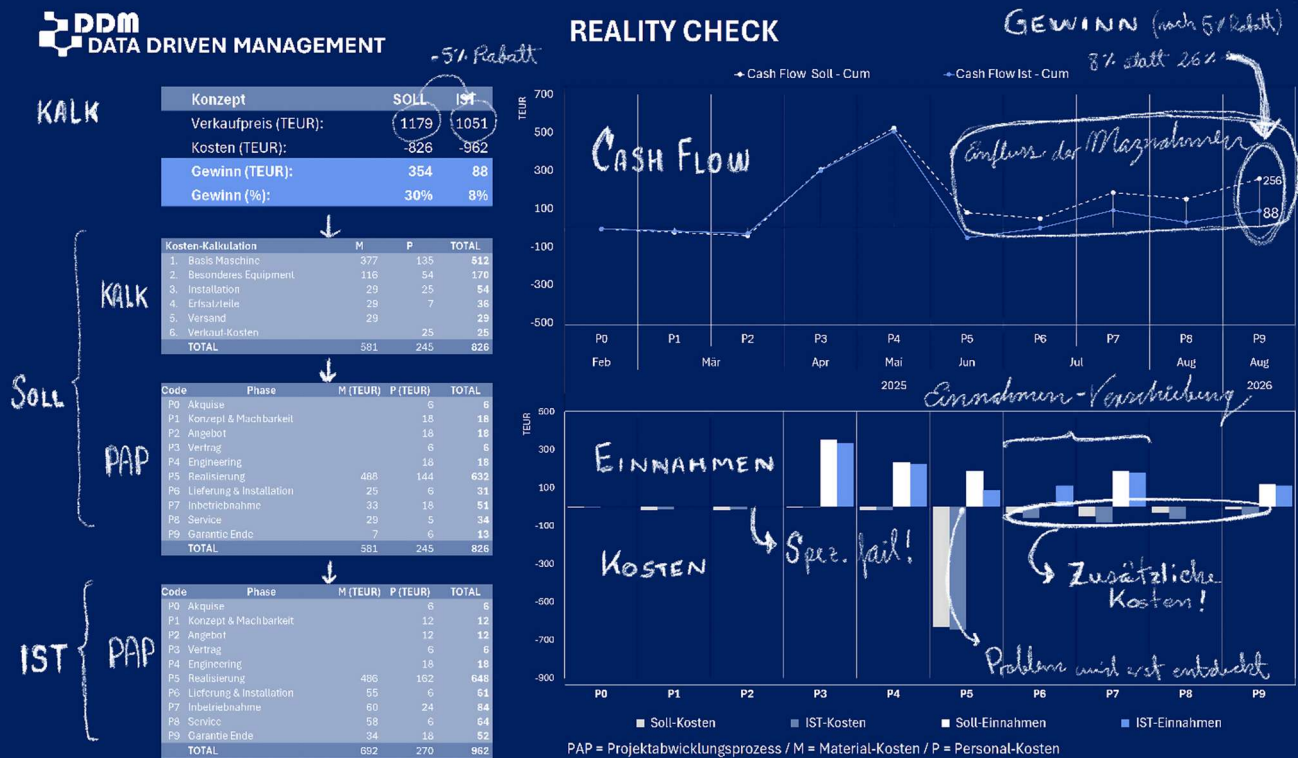 DDM
DATA DRIVEN MANAGEMENT
REALITY CHECK
GEWINN (nach 5% Rabatt)
8% statt 26%
-5% Rabatt
KALK
Konzept SOLL IST
Verkaufpreis (TEUR): 1179 1051
Kosten (TEUR): -826 -962
Gewinn (TEUR): 354 88
Gewinn (%): 30% 8%
SOLL
KALK
Kosten-Kalkulation M P TOTAL
1. Basis Maschine 377 135 512
2. Besonderes Equipment 116 54 170
3. Installation 29 25 54
4. Erfsatzteile 29 7 36
5. Versand 29 29
6. Verkauf-Kosten 25 25
TOTAL 581 245 826
PAP
Code Phase M (TEUR) P (TEUR) TOTAL
P0 Akquise 6 6
P1 Konzept & Machbarkeit 18 18
P2 Angebot 18 18
P3 Vertrag 6 6
P4 Engineering 18 18
P5 Realisierung 488 144 632
P6 Lieferung & Installation 25 6 31
P7 Inbetriebnahme 33 18 51
P8 Service 29 5 34
P9 Garantie Ende 7 6 13
TOTAL 581 245 826
IST
PAP
Code Phase M (TEUR) P (TEUR) TOTAL
P0 Akquise 6 6
P1 Konzept & Machbarkeit 12 12
P2 Angebot 12 12
P3 Vertrag 6 6
P4 Engineering 18 18
P5 Realisierung 486 162 648
P6 Lieferung & Installation 55 6 61
P7 Inbetriebnahme 60 24 84
P8 Service 58 6 64
P9 Garantie Ende 34 18 52
TOTAL 692 270 962
Cash Flow Soll - Cum Cash Flow Ist - Cum
TEUR
700
500
300
100
-100
-300
-500
CASH FLOW
Einfluss der Maznahmen
256
88
P0 P1 P2 P3 P4 P5 P6 P7 P8 P9
Feb Mär Apr Mai Jun Jul Aug Aug
2025 2026
Einnahmen-Verschiebung
TEUR
500
300
100
-100
-300
-500
-700
-900
EINNAHMEN
KOSTEN
Spez. fail!
Zusätzliche
Kosten!
Problem wird erst entdeckt
P0 P1 P2 P3 P4 P5 P6 P7 P8 P9
Soll-Kosten IST-Kosten Soll-Einnahmen IST-Einnahmen
PAP = Projektabwicklungsprozess / M = Material-Kosten / P = Personal-Kosten